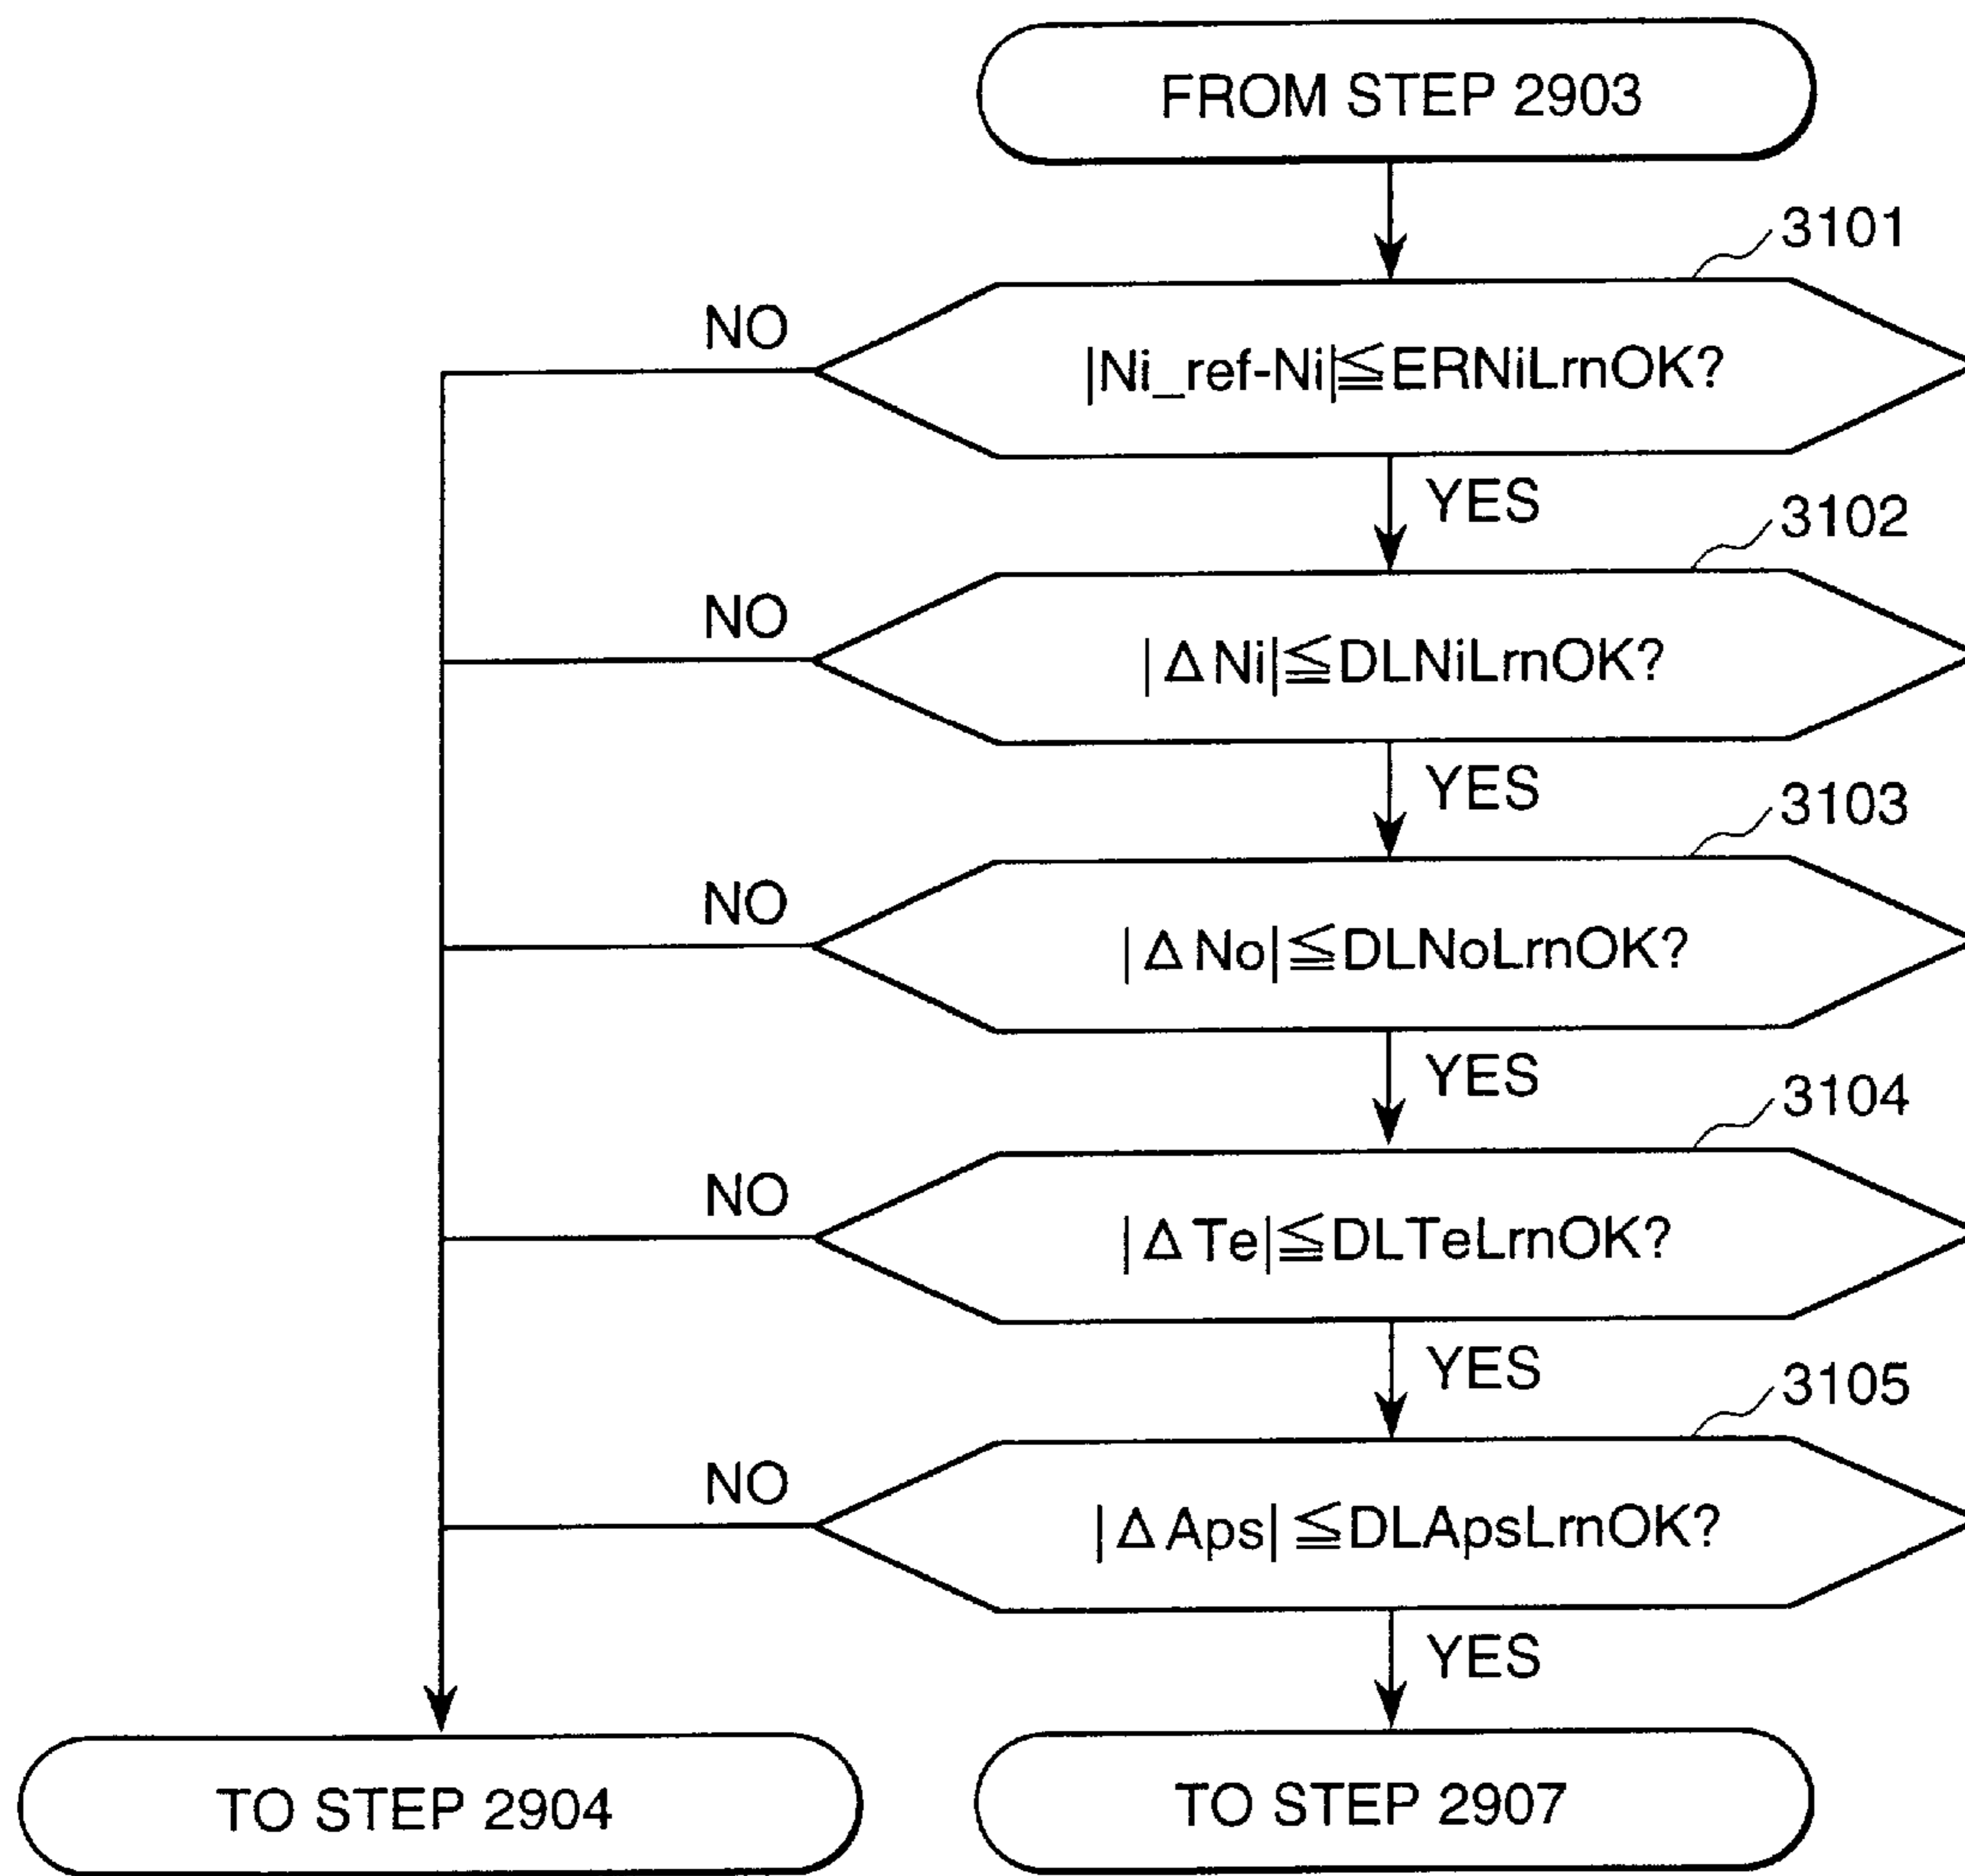 FROM STEP 2903
3101
NO
|Ni_ref-Ni|≦ERNiLrnOK?
YES
3102
NO
|ΔNi|≦DLNiLrnOK?
YES
3103
NO
|ΔNo|≦DLNoLrnOK?
YES
3104
NO
|ΔTe|≦DLTeLrnOK?
YES
3105
NO
|ΔAps|≦DLApsLrnOK?
YES
TO STEP 2904
TO STEP 2907